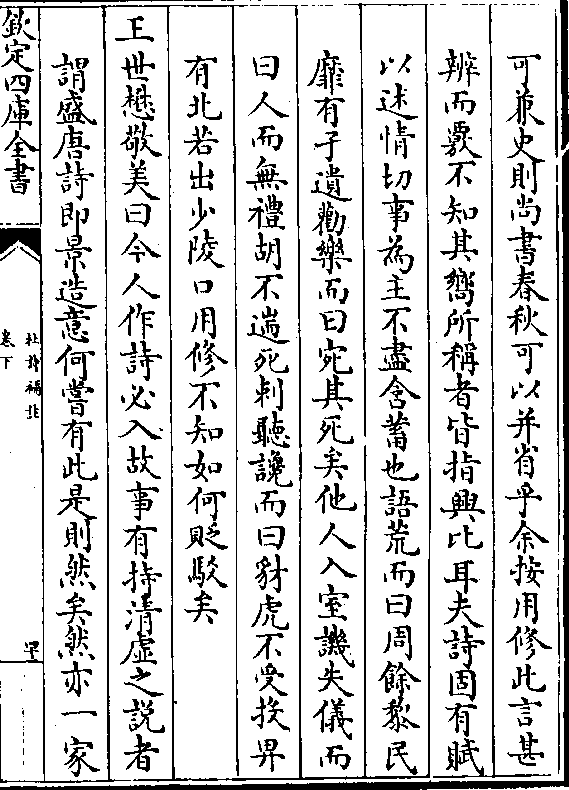 可兼史則尚書春秋可以并省乎余按用修此言甚
辨而覈不知其嚮所稱者皆指興比耳夫詩固有賦
以述情切事為主不盡含蓄也語荒而曰周餘黎民
靡有孑遺勸樂而曰宛其死矣他人入室譏失儀而
曰人而無禮胡不遄死刺聽讒而曰豺虎不受投畀
有北若出少陵口用修不知如何貶駮矣
王世懋敬美曰今人作詩必入故事有持清虛之説者
謂盛唐詩即景造意何嘗有此是則然矣然亦一家
欽定四庫全書
杜詩攟
卷下